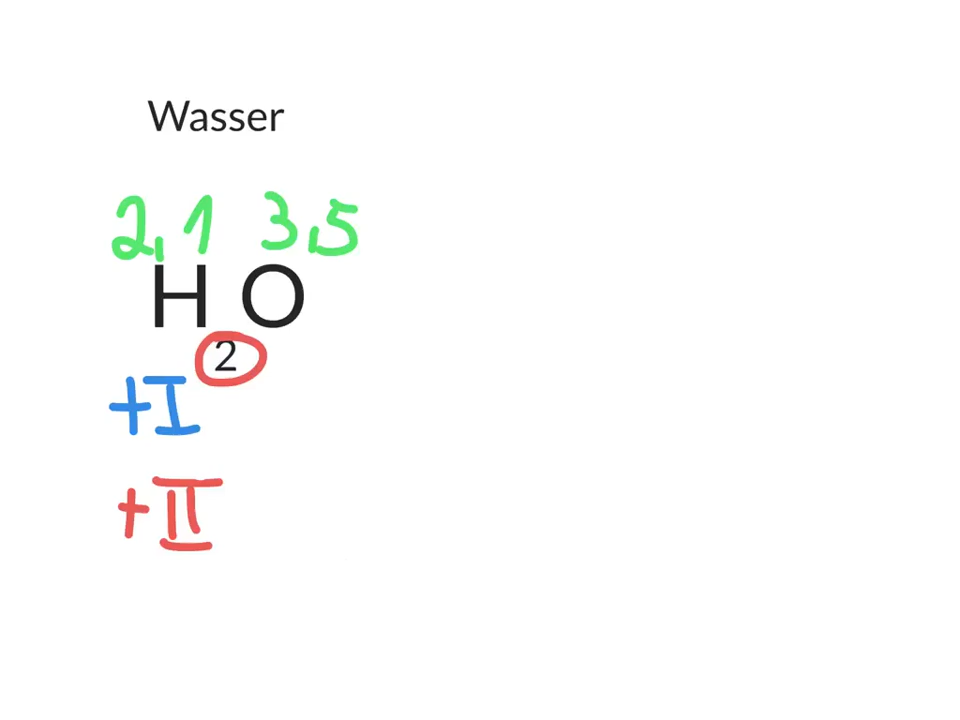 Wasser
2,1 3,5
H O
2
+I
+II